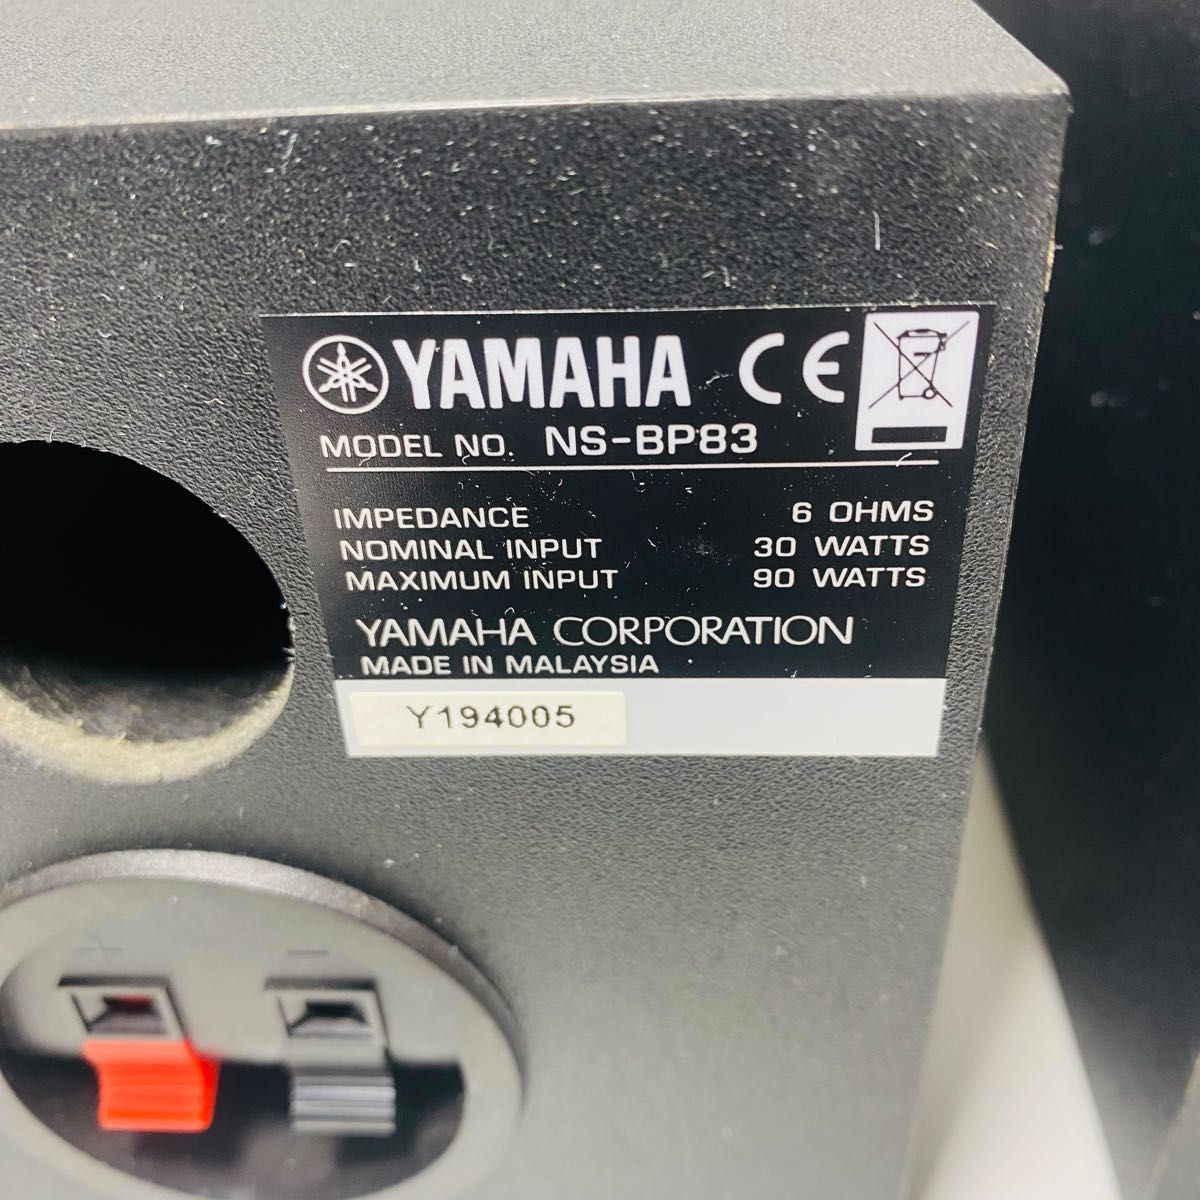 YAMAHA CE
MODEL NO. NS-BP83
IMPEDANCE 6 OHMS
NOMINAL INPUT 30 WATTS
MAXIMUM INPUT 90 WATTS
YAMAHA CORPORATION
MADE IN MALAYSIA
Y194005
+ −